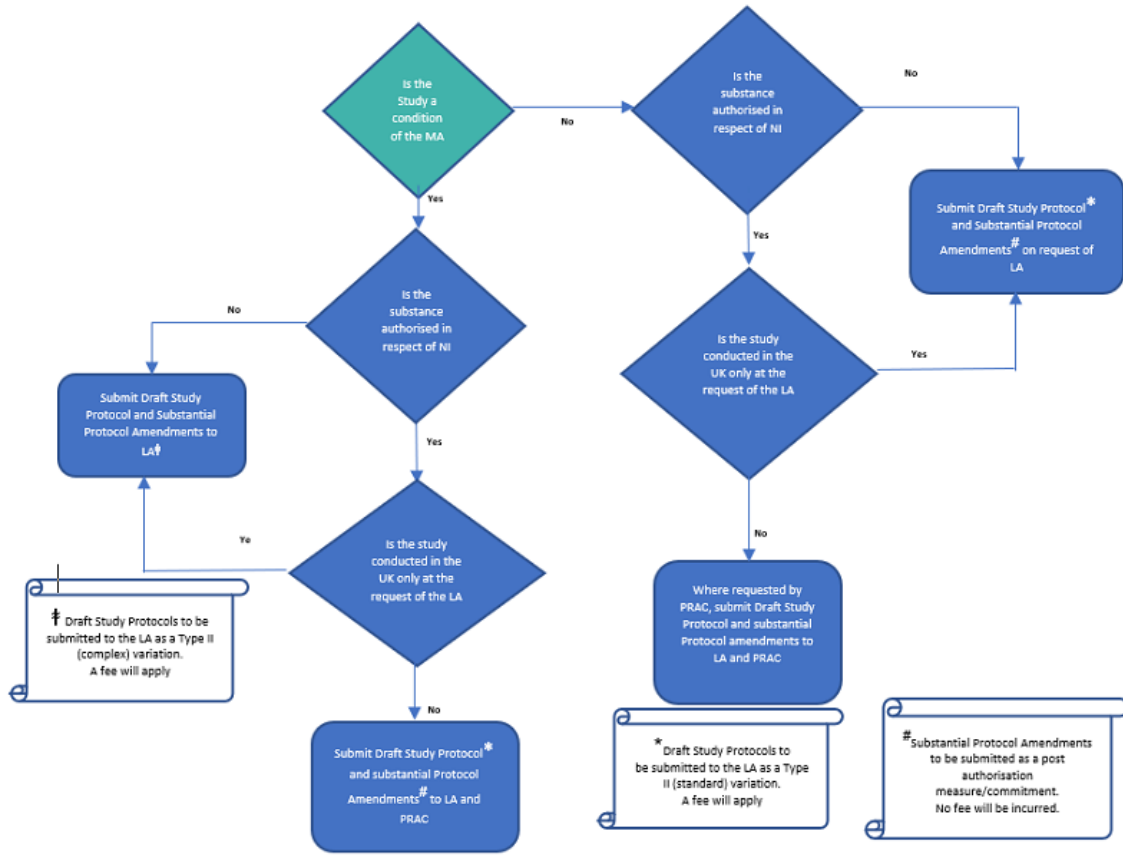 Is the
Study a
condition
of the MA
No
Is the
substance
authorised in
respect of NI
No
Submit Draft Study Protocol*
and Substantial Protocol
Amendments# on request of
LA
Yes
Yes
Is the
substance
authorised in
respect of NI
No
Is the study
conducted in the
UK only at the
request of the LA
Yes
Submit Draft Study
Protocol and Substantial
Protocol Amendments to
LAǂ
Yes
No
Ye
Is the study
conducted in the
UK only at the
request of the LA
Where requested by
PRAC, submit Draft Study
Protocol and substantial
Protocol amendments to
LA and PRAC
ǂ Draft Study Protocols to be
submitted to the LA as a Type II
(complex) variation.
A fee will apply
No
Submit Draft Study Protocol*
and substantial Protocol
Amendments# to LA and
PRAC
*Draft Study Protocols to
be submitted to the LA as a Type
II (standard) variation.
A fee will apply
#Substantial Protocol Amendments
to be submitted as a post
authorisation
measure/commitment.
No fee will be incurred.